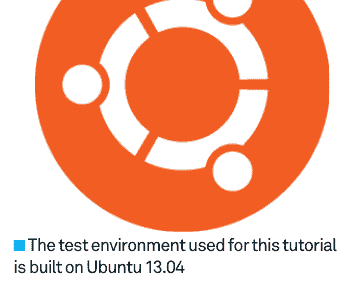 The test environment used for this tutorial
is built on Ubuntu 13.04